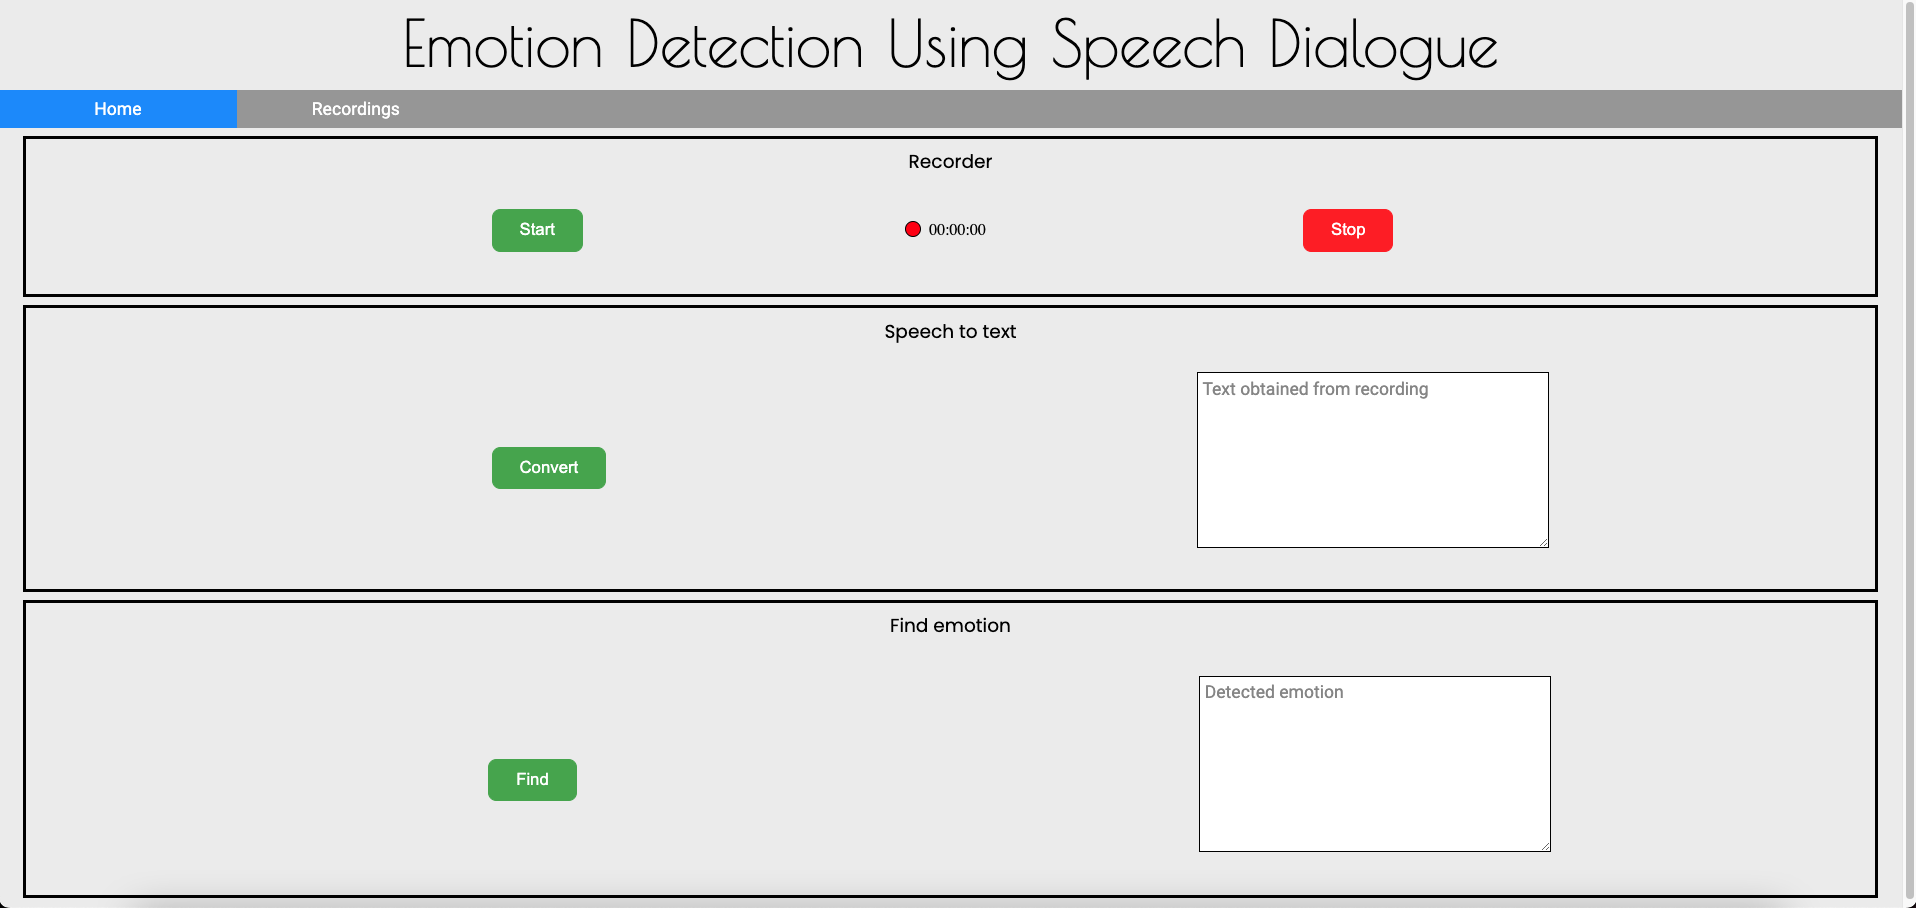 Emotion Detection Using Speech Dialogue
Home Recordings
Recorder
Start 00:00:00 Stop
Speech to text
Text obtained from recording
Convert
Find emotion
Detected emotion
Find